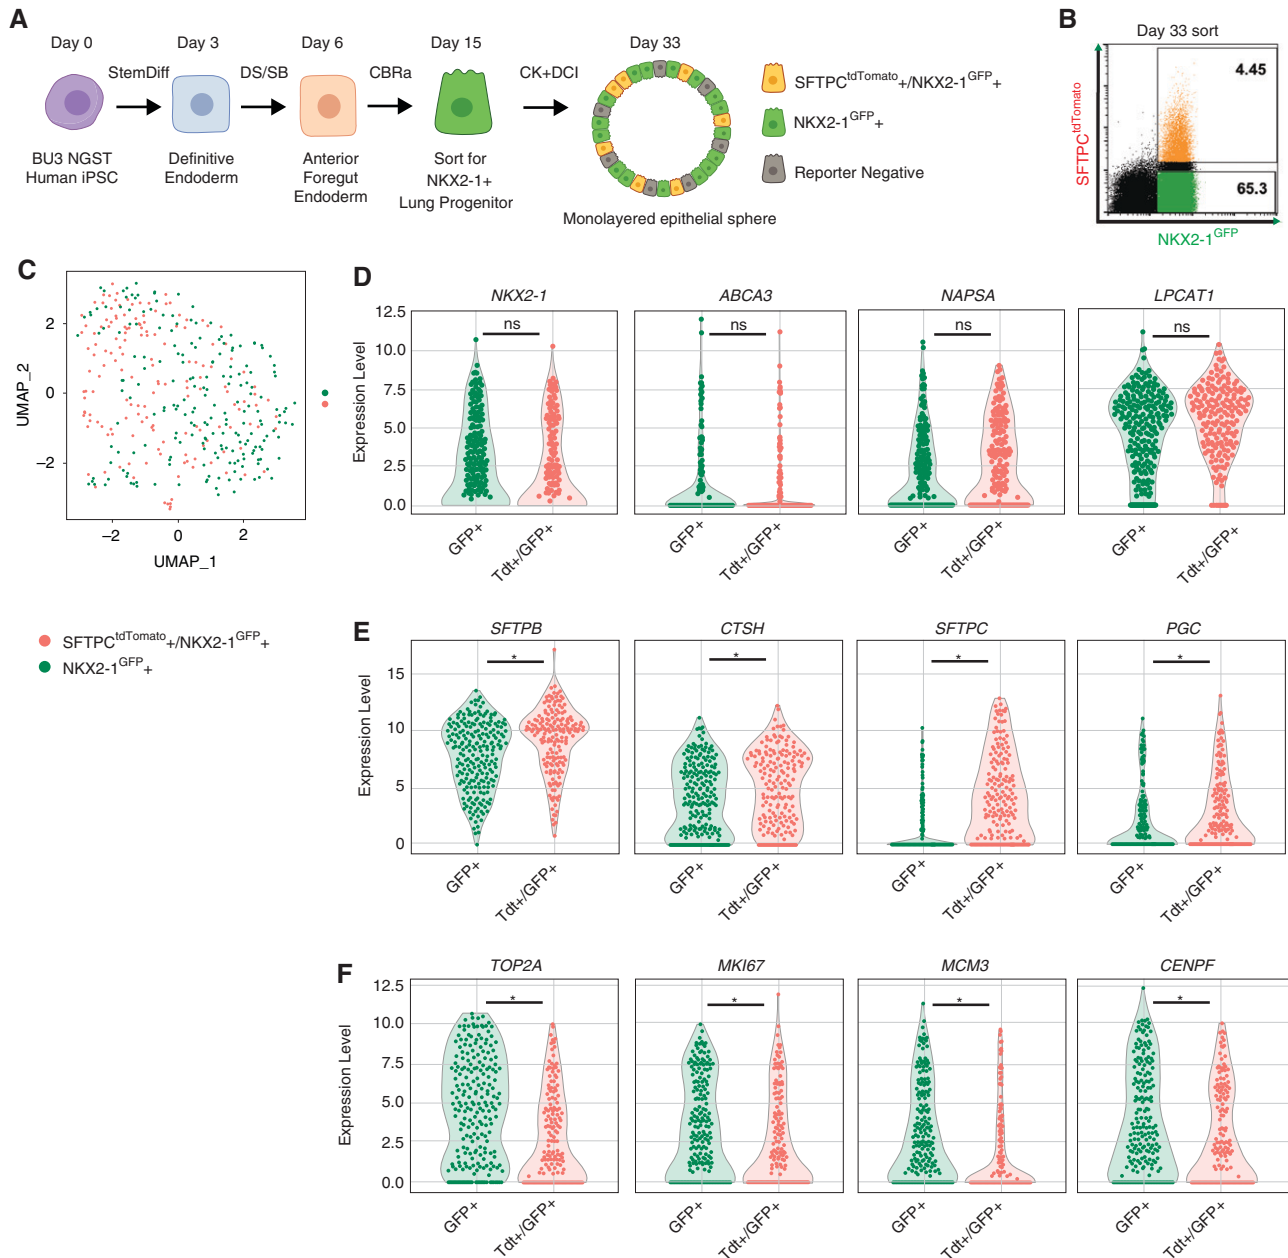 A
Day 0
Day 3
Day 6
Day 15
Day 33
StemDiff
DS/SB
CBRa
CK+DCI
BU3 NGST
Human iPSC
Definitive
Endoderm
Anterior
Foregut
Endoderm
Sort for
NKX2-1+
Lung Progenitor
Monolayered epithelial sphere
SFTPCtdTomato+/NKX2-1GFP+
NKX2-1GFP+
Reporter Negative
B
Day 33 sort
4.45
65.3
SFTPCtdTomato
NKX2-1GFP
C
2
0
−2
UMAP_2
−2
0
2
UMAP_1
SFTPCtdTomato+/NKX2-1GFP+
NKX2-1GFP+
D
NKX2-1
ABCA3
NAPSA
LPCAT1
12.5
10.0
7.5
5.0
2.5
0.0
Expression Level
ns
ns
ns
ns
GFP+
Tdt+/GFP+
GFP+
Tdt+/GFP+
GFP+
Tdt+/GFP+
GFP+
Tdt+/GFP+
E
SFTPB
CTSH
SFTPC
PGC
15
10
5
0
Expression Level
*
*
*
*
GFP+
Tdt+/GFP+
GFP+
Tdt+/GFP+
GFP+
Tdt+/GFP+
GFP+
Tdt+/GFP+
F
TOP2A
MKI67
MCM3
CENPF
12.5
10.0
7.5
5.0
2.5
0.0
Expression Level
*
*
*
*
GFP+
Tdt+/GFP+
GFP+
Tdt+/GFP+
GFP+
Tdt+/GFP+
GFP+
Tdt+/GFP+